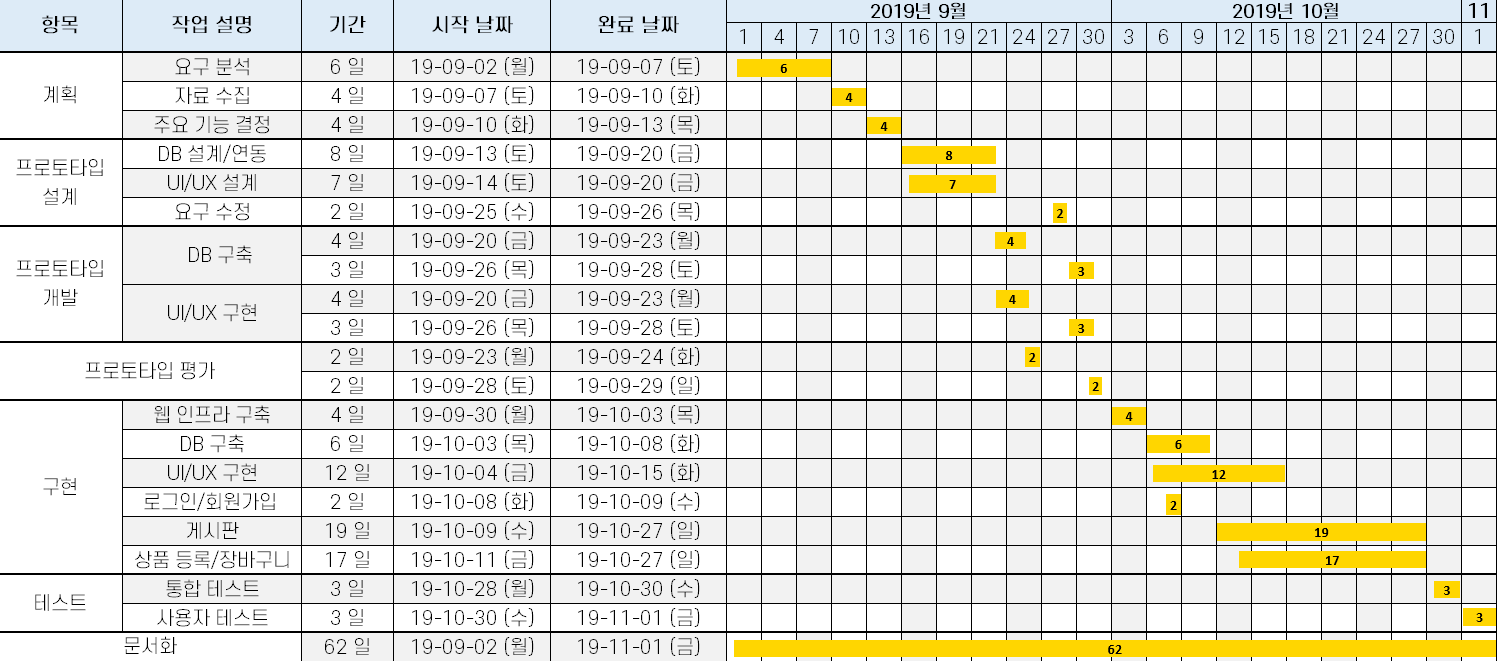 항목 작업 설명 기간 시작 날짜 완료 날짜 2019년 9월 2019년 10월 11
1 4 7 10 13 16 19 21 24 27 30 3 6 9 12 15 18 21 24 27 30 1
계획
요구 분석 6 일 19-09-02 (월) 19-09-07 (토) 6
자료 수집 4 일 19-09-07 (토) 19-09-10 (화) 4
주요 기능 결정 4 일 19-09-10 (화) 19-09-13 (목) 4
프로토타입
설계
DB 설계/연동 8 일 19-09-13 (토) 19-09-20 (금) 8
UI/UX 설계 7 일 19-09-14 (토) 19-09-20 (금) 7
요구 수정 2 일 19-09-25 (수) 19-09-26 (목) 2
프로토타입
개발
DB 구축
4 일 19-09-20 (금) 19-09-23 (월) 4
3 일 19-09-26 (목) 19-09-28 (토) 3
UI/UX 구현
4 일 19-09-20 (금) 19-09-23 (월) 4
3 일 19-09-26 (목) 19-09-28 (토) 3
프로토타입 평가
2 일 19-09-23 (월) 19-09-24 (화) 2
2 일 19-09-28 (토) 19-09-29 (일) 2
구현
웹 인프라 구축 4 일 19-09-30 (월) 19-10-03 (목) 4
DB 구축 6 일 19-10-03 (목) 19-10-08 (화) 6
UI/UX 구현 12 일 19-10-04 (금) 19-10-15 (화) 12
로그인/회원가입 2 일 19-10-08 (화) 19-10-09 (수) 2
게시판 19 일 19-10-09 (수) 19-10-27 (일) 19
상품 등록/장바구니 17 일 19-10-11 (금) 19-10-27 (일) 17
테스트
통합 테스트 3 일 19-10-28 (월) 19-10-30 (수) 3
사용자 테스트 3 일 19-10-30 (수) 19-11-01 (금) 3
문서화 62 일 19-09-02 (월) 19-11-01 (금) 62